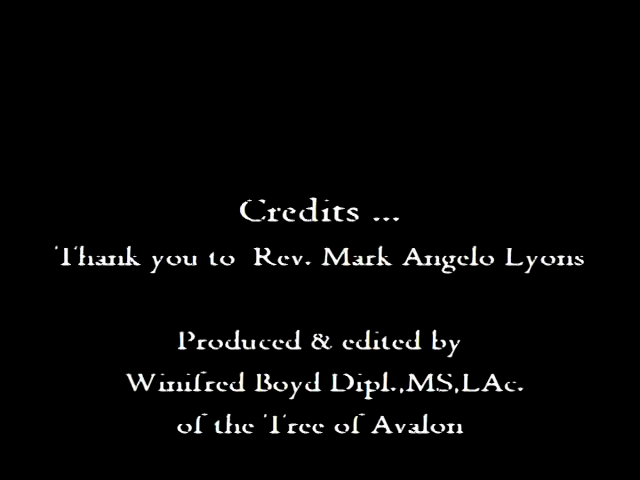 Credits ...
Thank you to Rev. Mark Angelo Lyons
Produced & edited by
Winifred Boyd Dipl.,MS,LAc.
of the Tree of Avalon